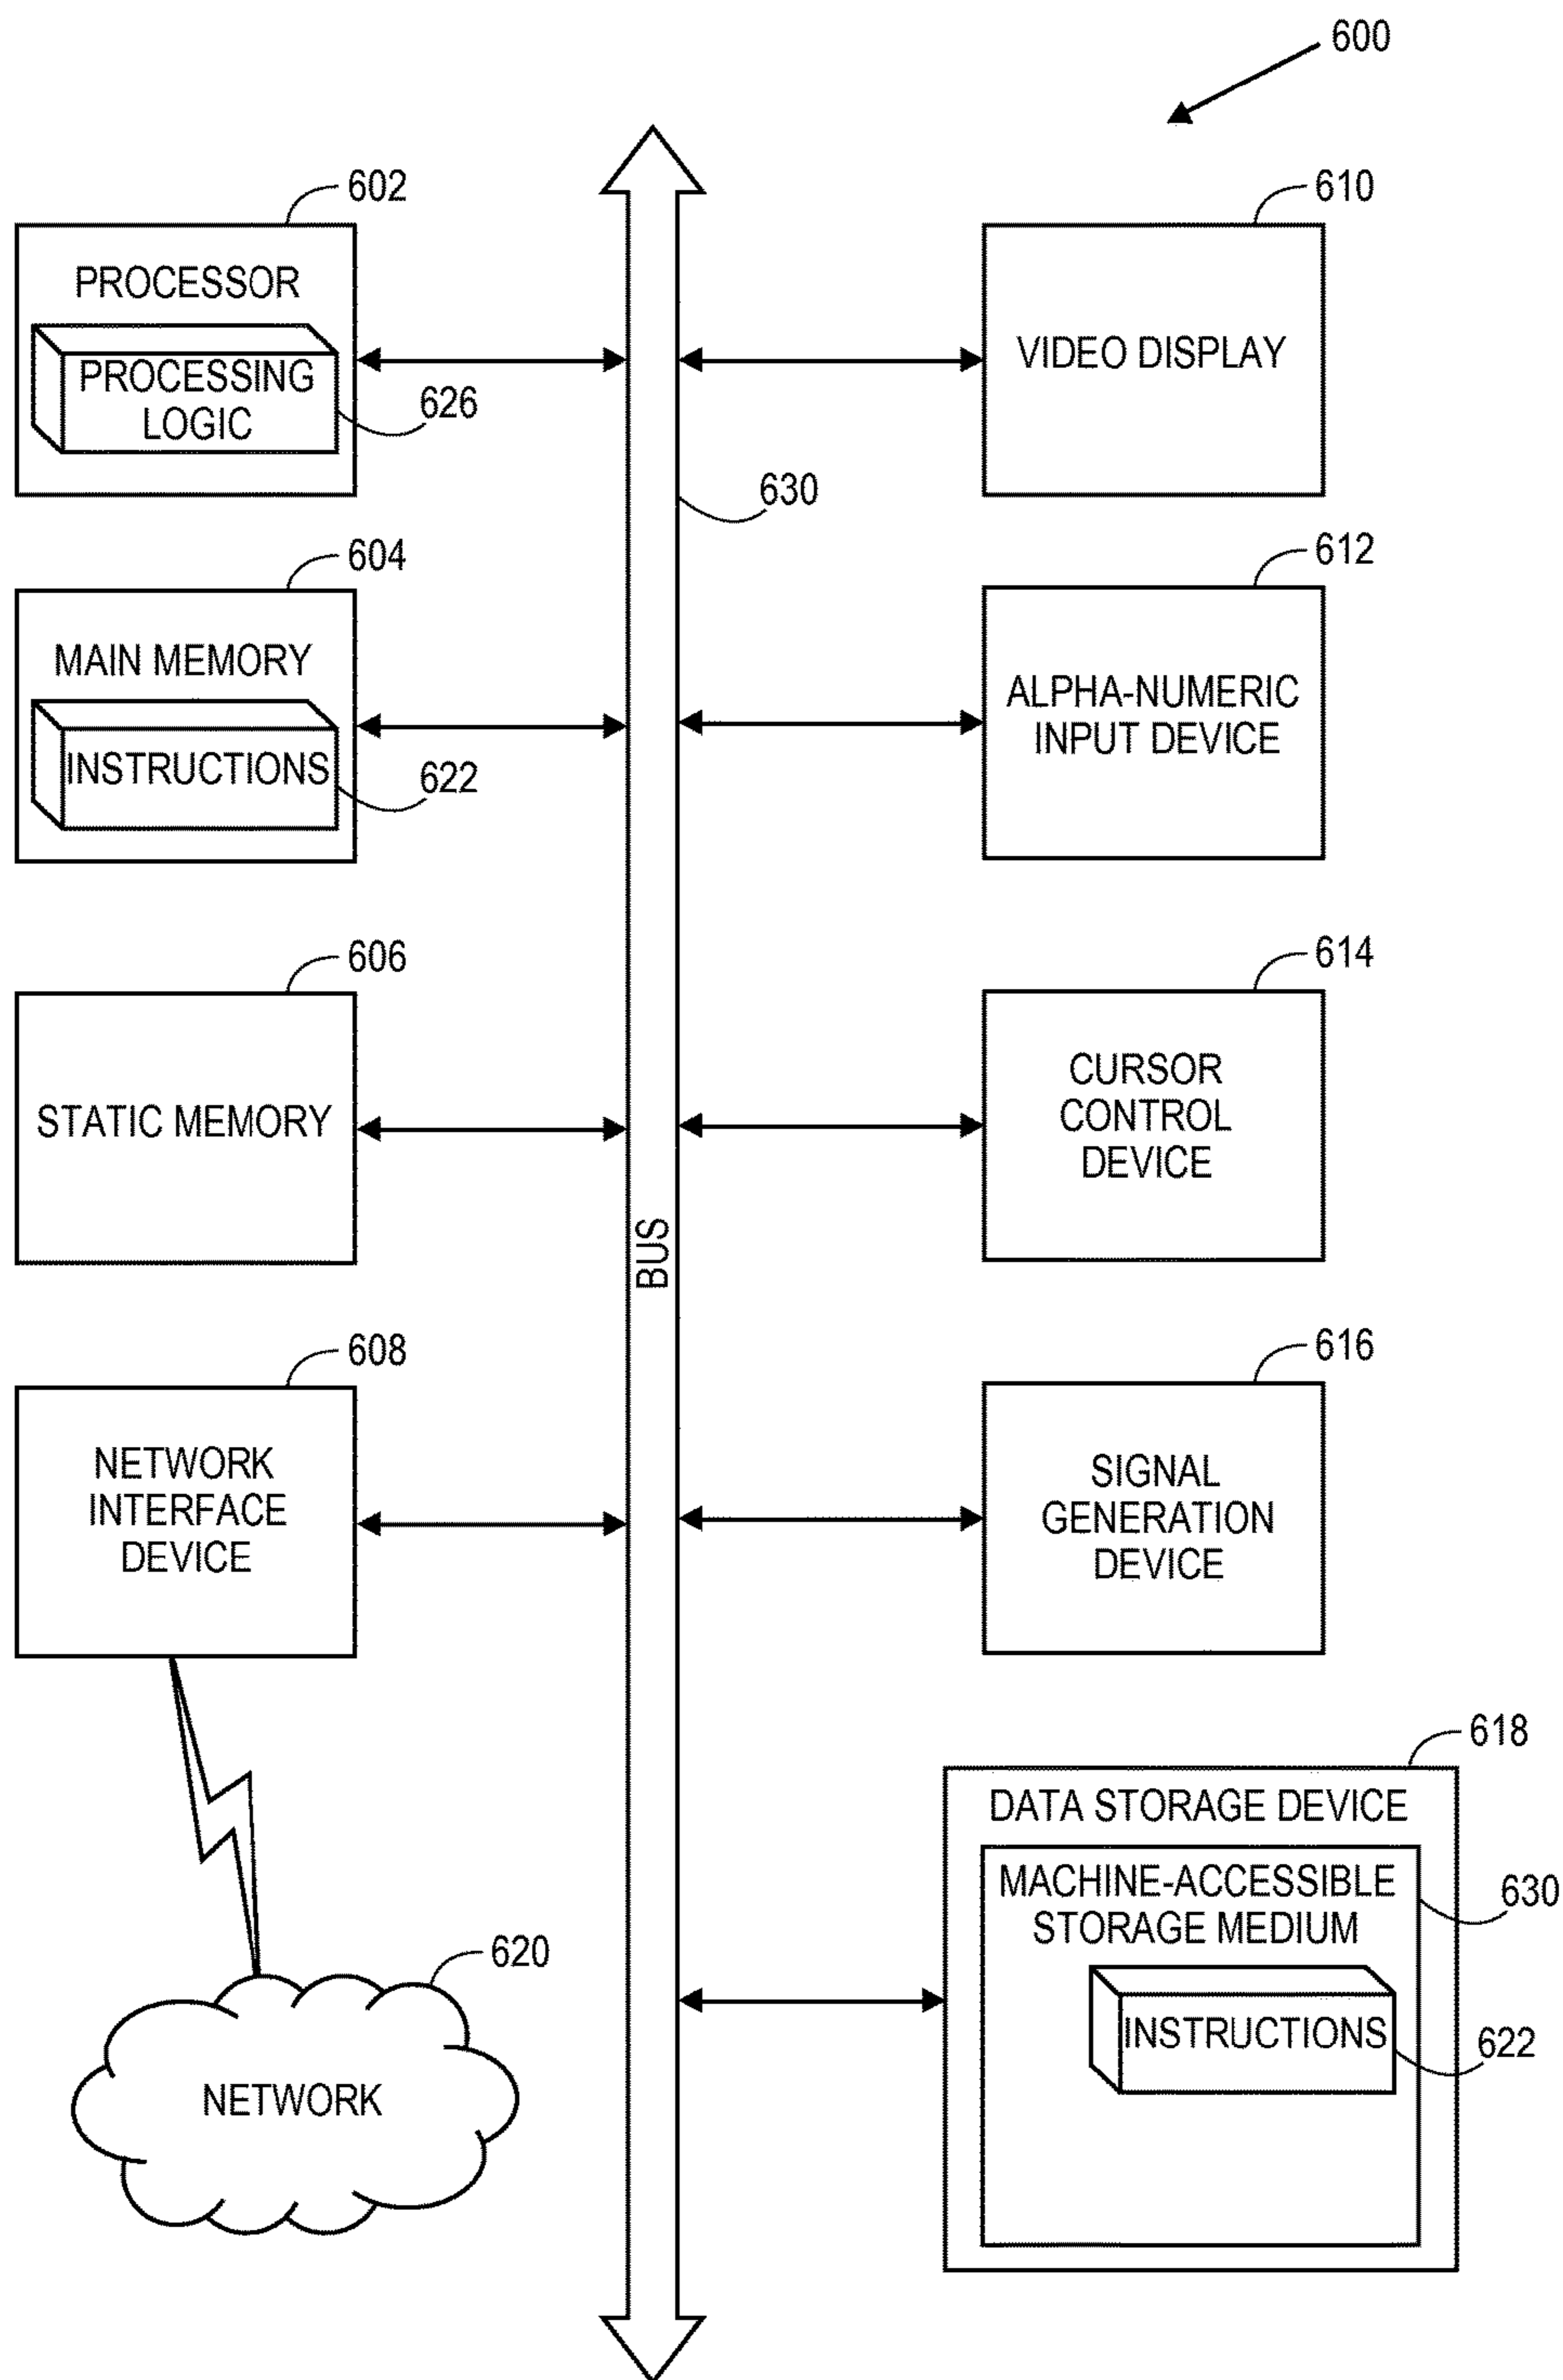 600
602
PROCESSOR
PROCESSING
LOGIC
626
610
VIDEO DISPLAY
630
604
MAIN MEMORY
INSTRUCTIONS
622
612
ALPHA-NUMERIC
INPUT DEVICE
606
STATIC MEMORY
614
CURSOR
CONTROL
DEVICE
BUS
608
NETWORK
INTERFACE
DEVICE
616
SIGNAL
GENERATION
DEVICE
618
DATA STORAGE DEVICE
MACHINE-ACCESSIBLE
STORAGE MEDIUM
630
INSTRUCTIONS
622
620
NETWORK